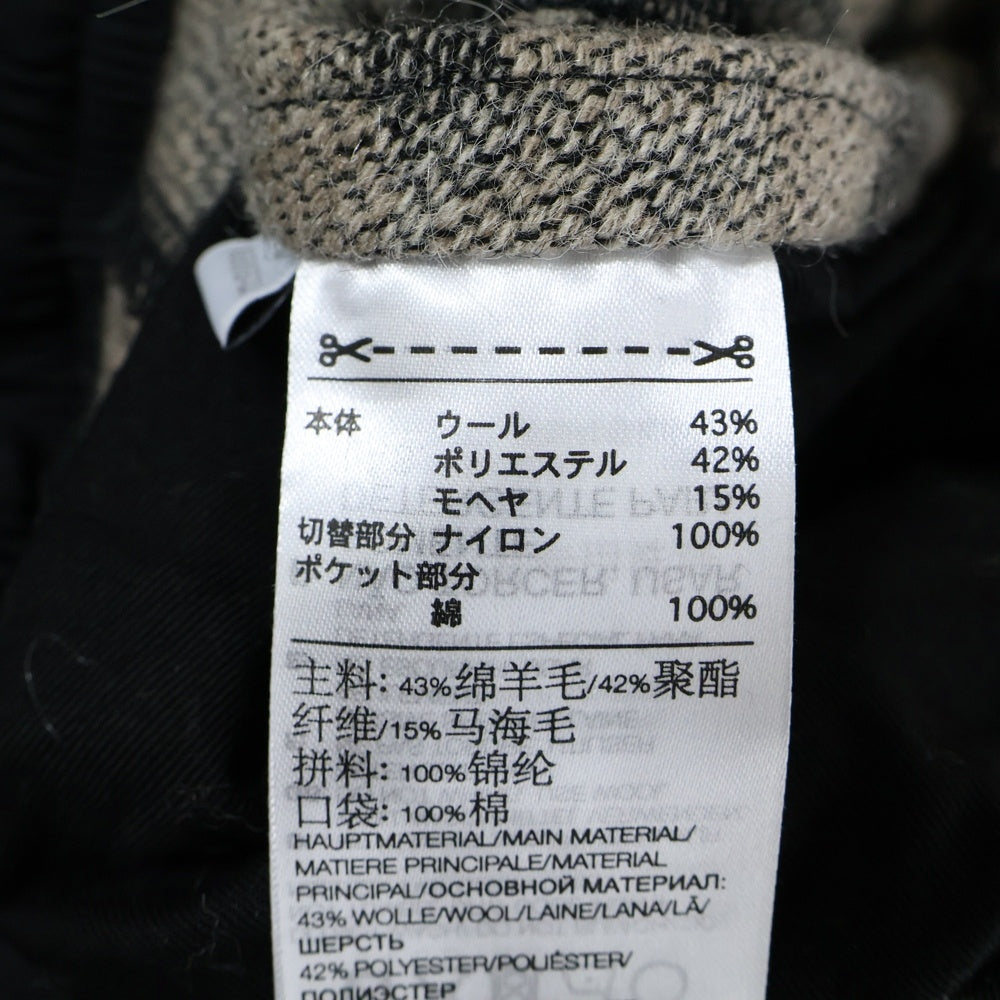 本体 ウール 43%
ポリエステル 42%
モヘヤ 15%
切替部分 ナイロン 100%
ポケット部分
綿 100%
主料: 43%绵羊毛/42%聚酯
纤维/15%马海毛
拼料: 100%锦纶
口袋: 100%棉
HAUPTMATERIAL/MAIN MATERIAL/
MATIERE PRINCIPALE/MATERIAL
PRINCIPAL/ОСНОВНОЙ МАТЕРИАЛ:
43% WOLLE/WOOL/LAINE/LANA/LÃ/
ШЕРСТЬ
42% POLYESTER/POLIÉSTER/
ПОЛИЭСТЕР